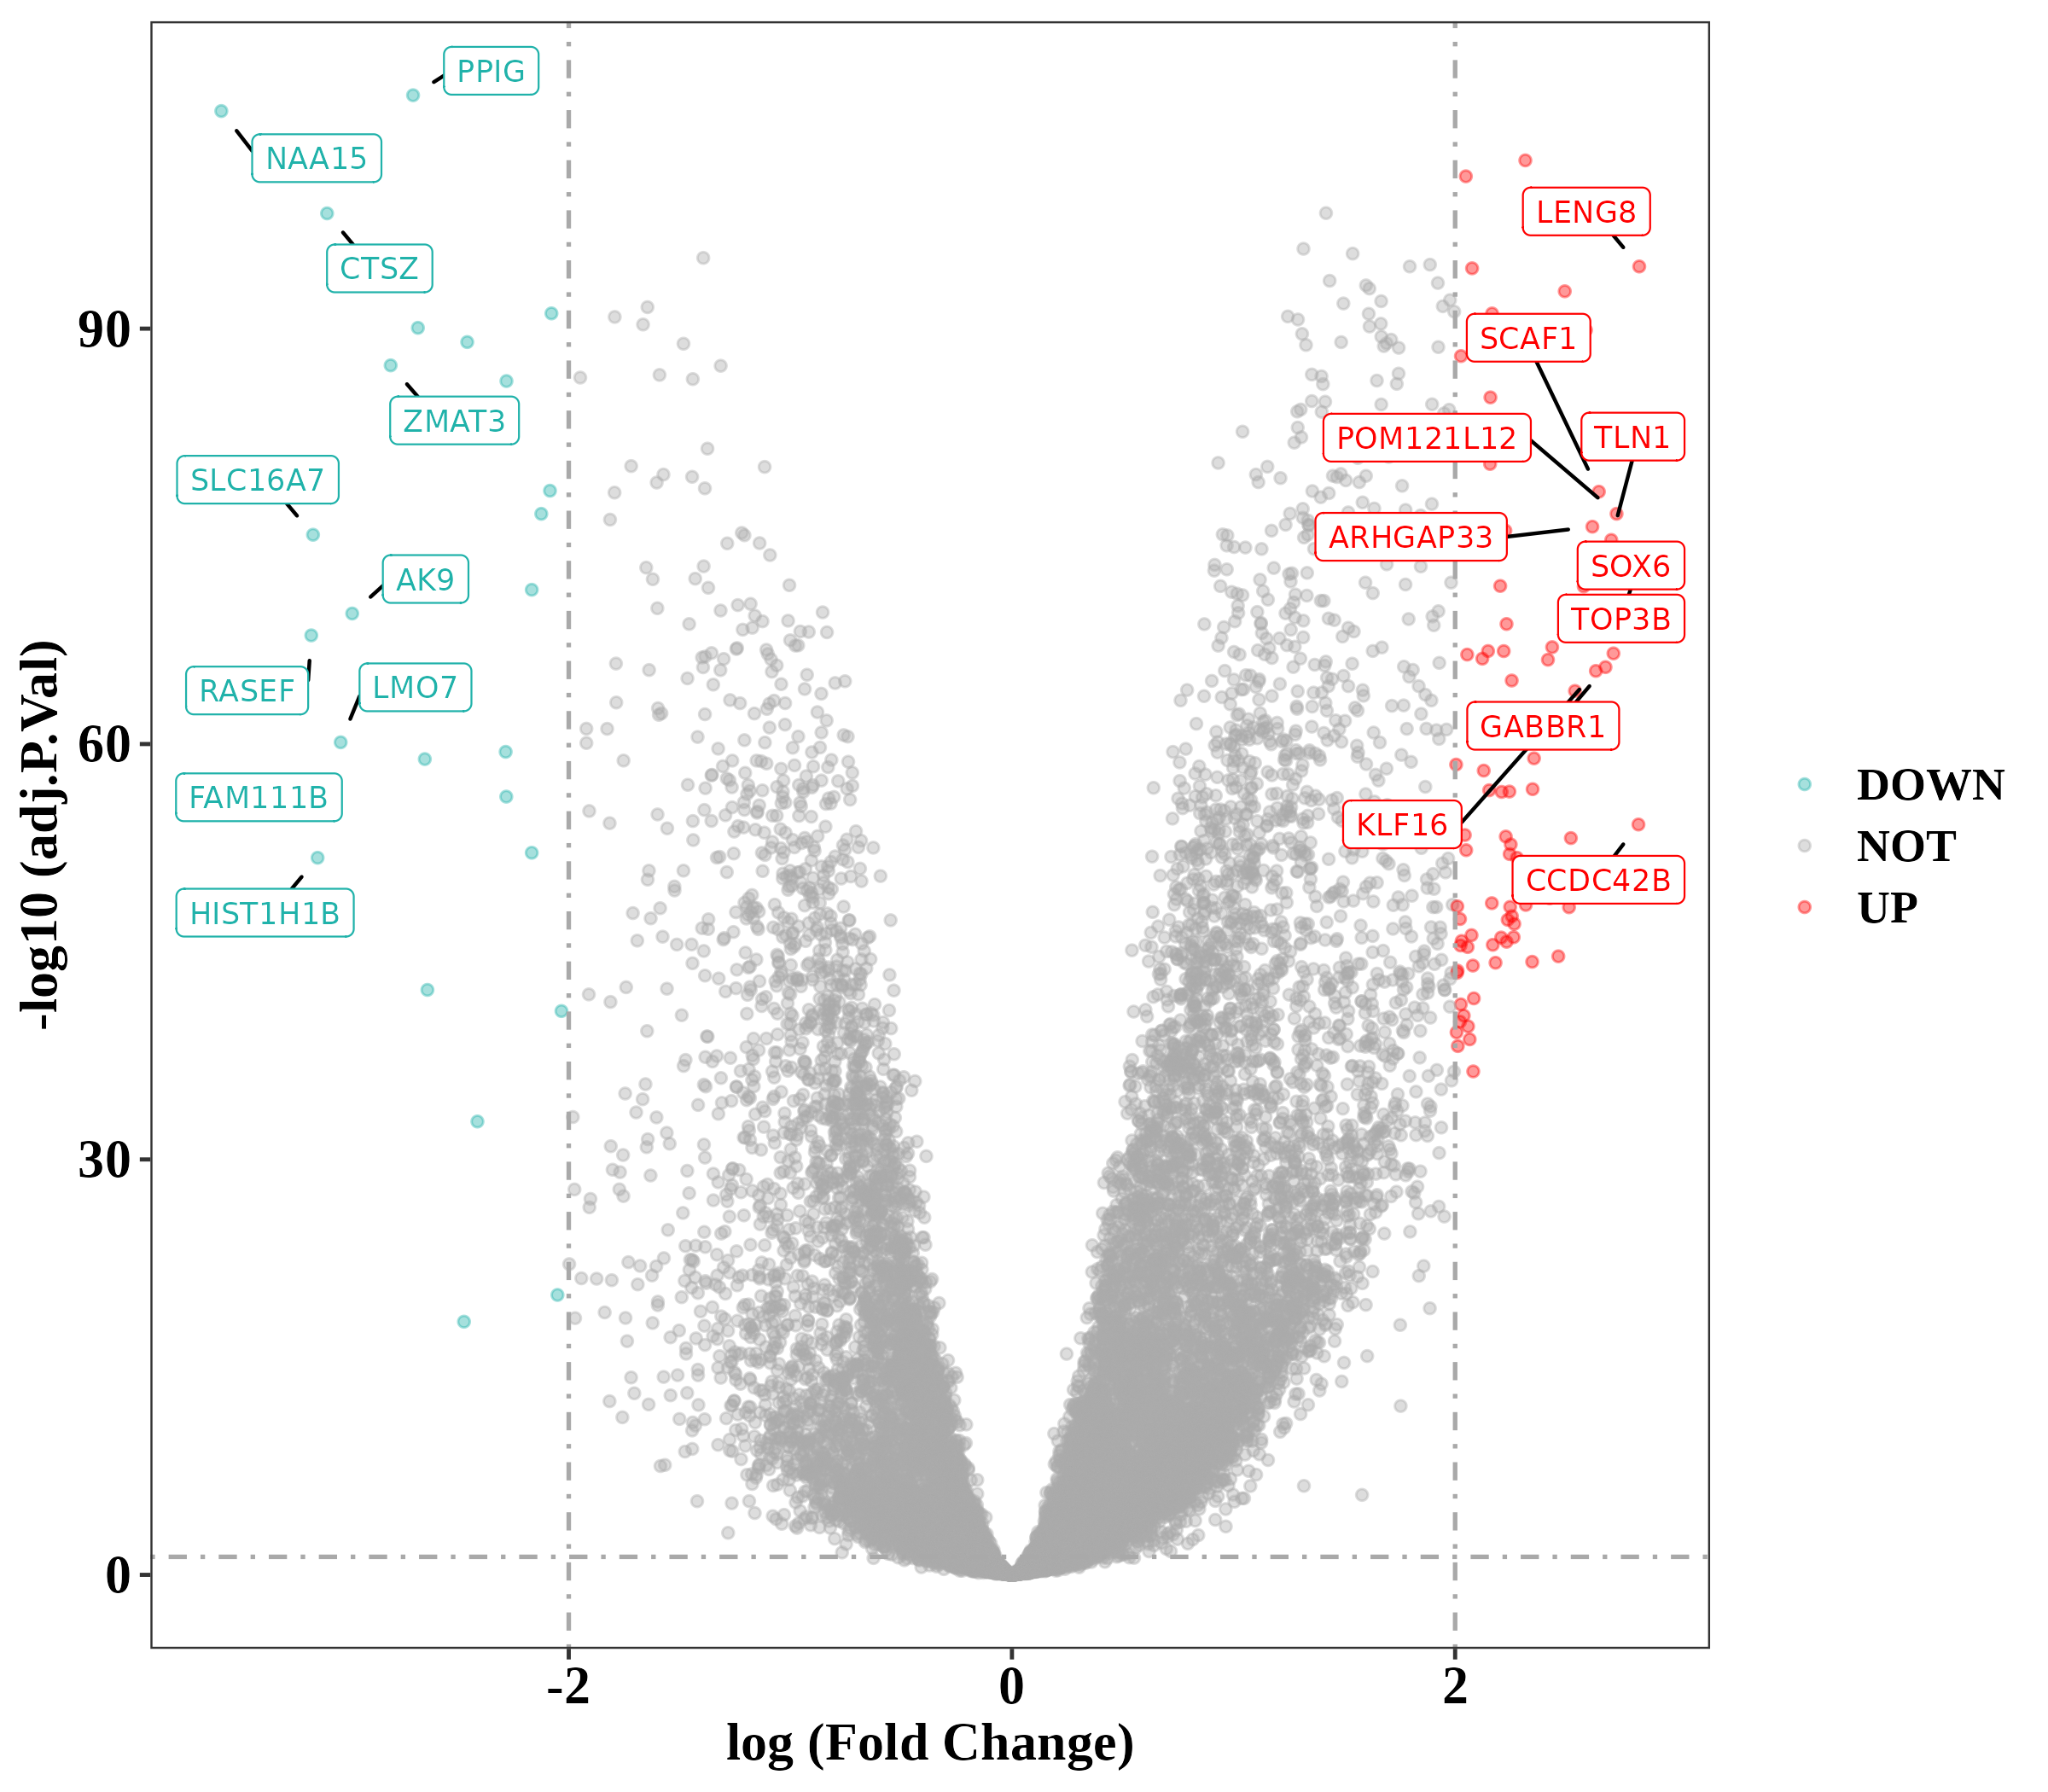 PPIG
NAA15
LENG8
CTSZ
90
SCAF1
ZMAT3
POM121L12
TLN1
SLC16A7
ARHGAP33
SOX6
AK9
TOP3B
RASEF
LMO7
GABBR1
60
FAM111B
KLF16
CCDC42B
HIST1H1B
30
0
-log10 (adj.P.Val)
DOWN
NOT
UP
-2
0
2
log (Fold Change)